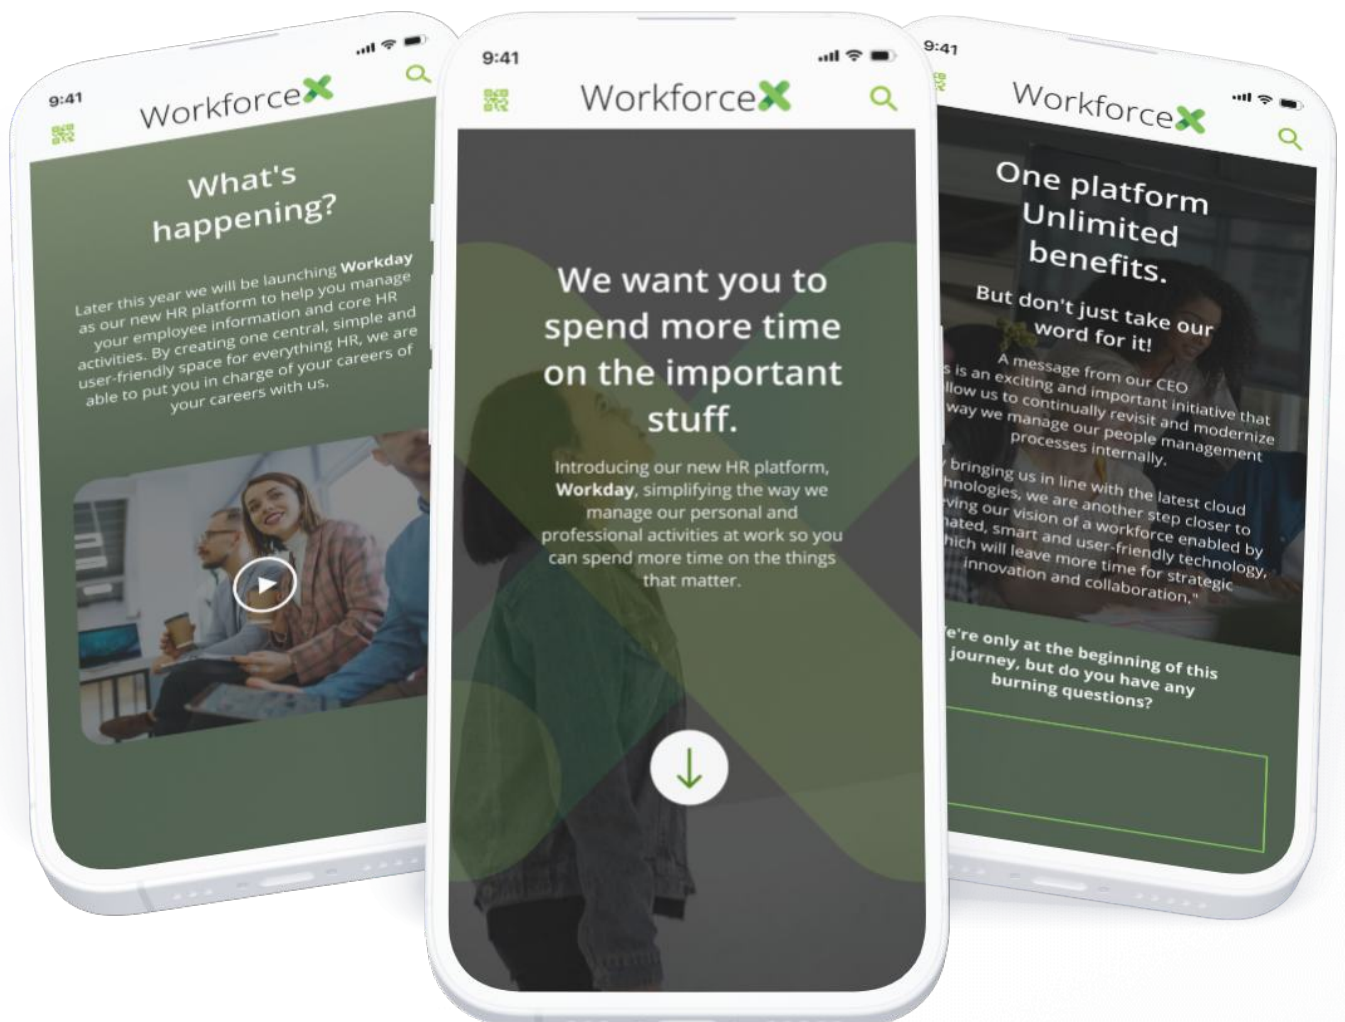 9:41
WorkforceX
What's
happening?
Later this year we will be launching Workday
as our new HR platform to help you manage
your employee information and core HR
activities. By creating one central, simple and
user-friendly space for everything HR, we are
able to put you in charge of your careers of
your careers with us.
9:41
WorkforceX
We want you to
spend more time
on the important
stuff.
Introducing our new HR platform,
Workday, simplifying the way we
manage our personal and
professional activities at work so you
can spend more time on the things
that matter.
9:41
WorkforceX
One platform
Unlimited
benefits.
But don't just take our
word for it!
A message from our CEO
is an exciting and important initiative that
us to continually revisit and modernize
way we manage our people management
processes internally.
bringing us in line with the latest cloud
we are another step closer to
our vision of a workforce enabled by
smart and user-friendly technology,
will leave more time for strategic
innovation and collaboration."
only at the beginning of this
journey, but do you have any
burning questions?